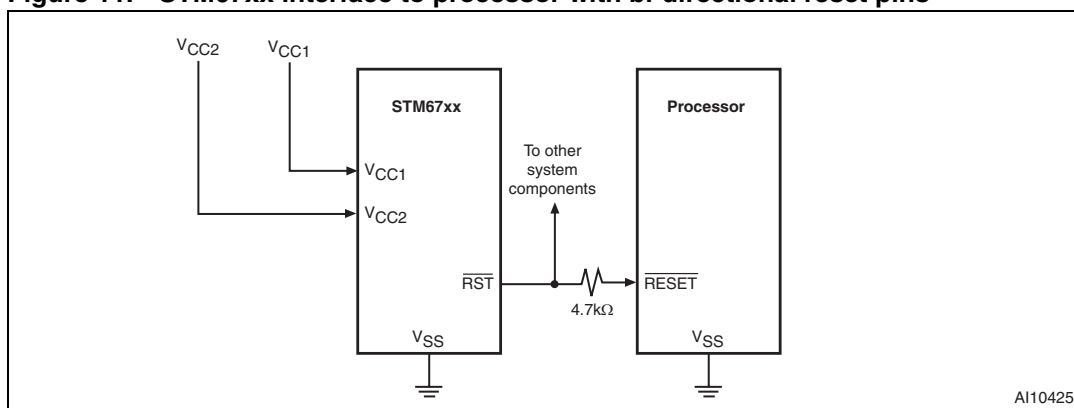 VCC2
VCC1
STM67xx
Processor
To other
system
components
VCC1
VCC2
RST
RESET
4.7kΩ
VSS
VSS
AI10425